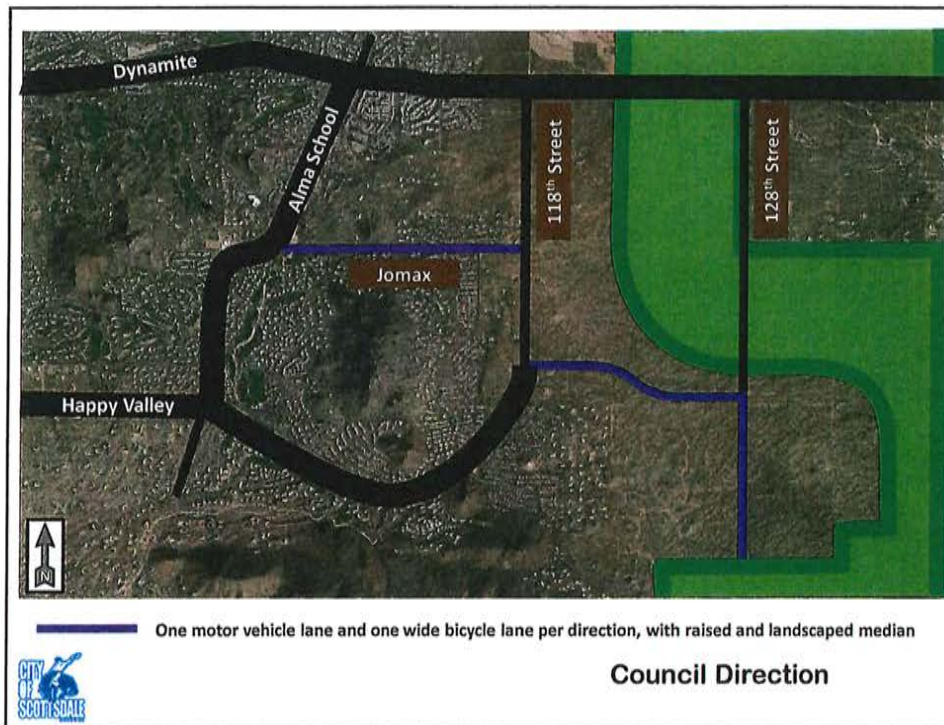 Dynamite
Alma School
118th Street
128th Street
Jomax
Happy Valley
N
One motor vehicle lane and one wide bicycle lane per direction, with raised and landscaped median
CITY
OF
SCOTTSDALE
Council Direction